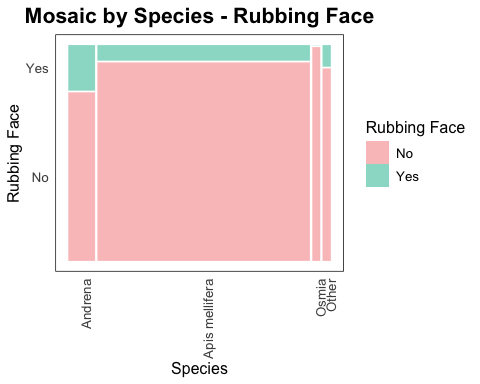 Mosaic by Species - Rubbing Face
Yes
No
Rubbing Face
Andrena
Apis mellifera
Osmia
Other
Species
Rubbing Face
No
Yes